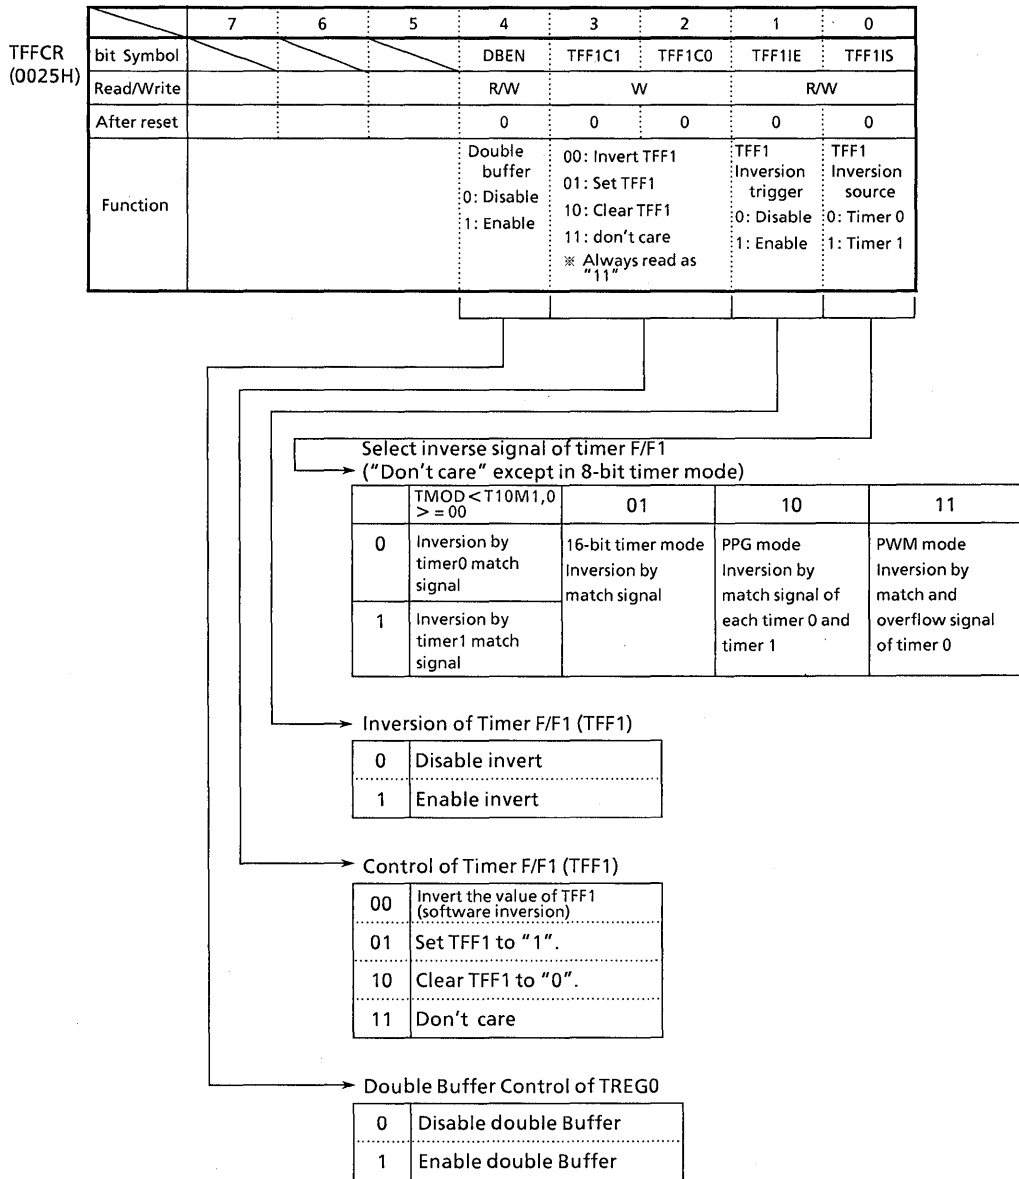 7 6 5 4 3 2 1 0
TFFCR
(0025H)
bit Symbol DBEN TFF1C1 TFF1C0 TFF1IE TFF1IS
Read/Write R/W W R/W
After reset 0 0 0 0 0
Function
Double
buffer
0: Disable
1: Enable
00: Invert TFF1
01: Set TFF1
10: Clear TFF1
11: don't care
※ Always read as
"11"
TFF1
Inversion
trigger
0: Disable
1: Enable
TFF1
Inversion
source
0: Timer 0
1: Timer 1
Select inverse signal of timer F/F1
("Don't care" except in 8-bit timer mode)
TMOD<T10M1,0
>=00
01 10 11
0
Inversion by
timer0 match
signal
1
Inversion by
timer1 match
signal
16-bit timer mode
Inversion by
match signal
PPG mode
Inversion by
match signal of
each timer 0 and
timer 1
PWM mode
Inversion by
match and
overflow signal
of timer 0
Inversion of Timer F/F1 (TFF1)
0 Disable invert
1 Enable invert
Control of Timer F/F1 (TFF1)
00 Invert the value of TFF1
(software inversion)
01 Set TFF1 to "1".
10 Clear TFF1 to "0".
11 Don't care
Double Buffer Control of TREG0
0 Disable double Buffer
1 Enable double Buffer